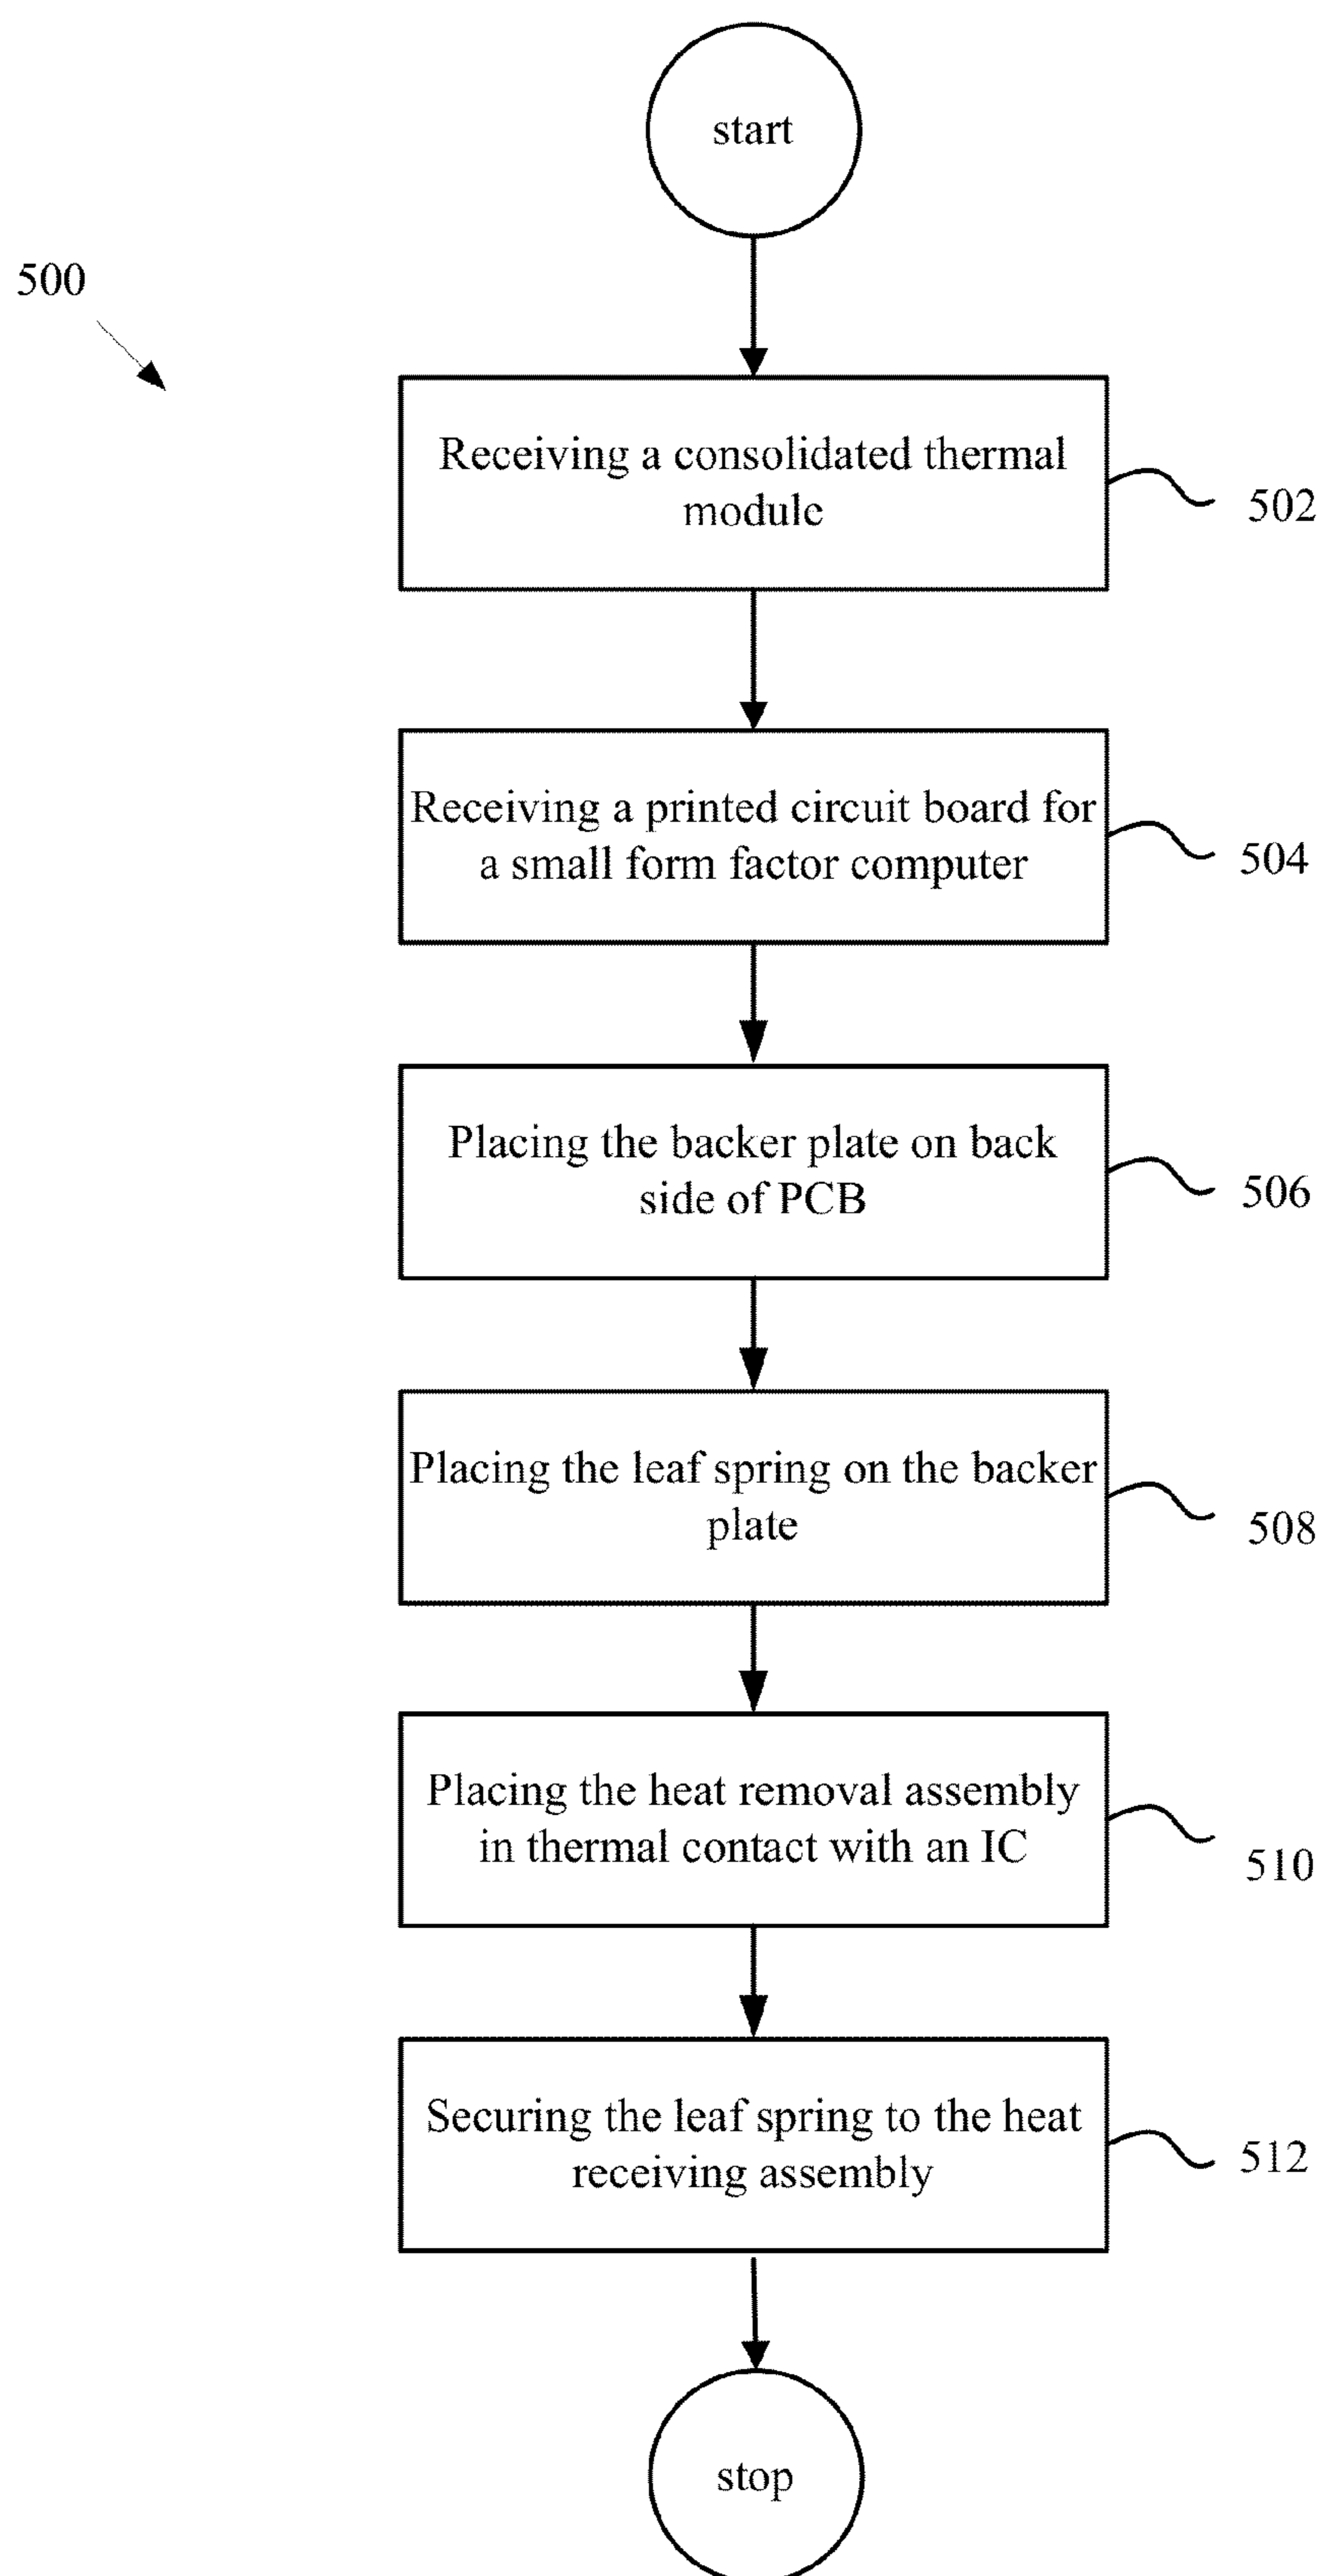 start
500
Receiving a consolidated thermal
module
502
Receiving a printed circuit board for
a small form factor computer
504
Placing the backer plate on back
side of PCB
506
Placing the leaf spring on the backer
plate
508
Placing the heat removal assembly
in thermal contact with an IC
510
Securing the leaf spring to the heat
receiving assembly
512
stop